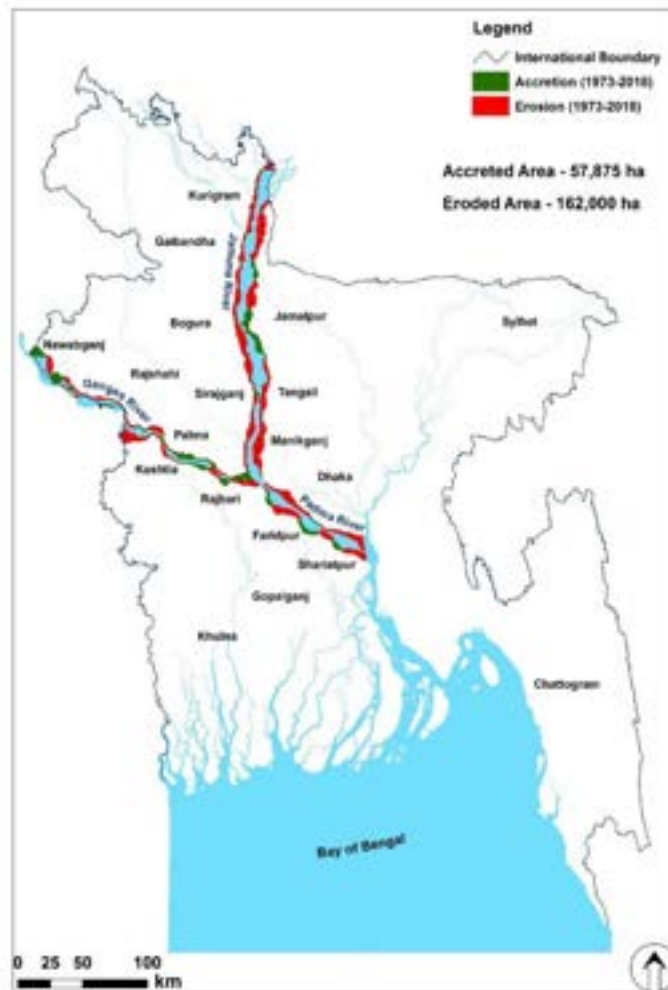 Legend
International Boundary
Accretion (1973-2018)
Erosion (1973-2018)
Accreted Area - 57,875 ha
Eroded Area - 162,000 ha
Kurigram
Gaibandha
Jamuna River
Bogura
Jamalpur
Sylhet
Nawabganj
Rajshahi
Ganges River
Sirajganj
Tangail
Pabna
Manikganj
Kushtia
Dhaka
Rajbari
Padma River
Faridpur
Shariatpur
Gopalganj
Khulna
Chattogram
Bay of Bengal
0 25 50 100
km